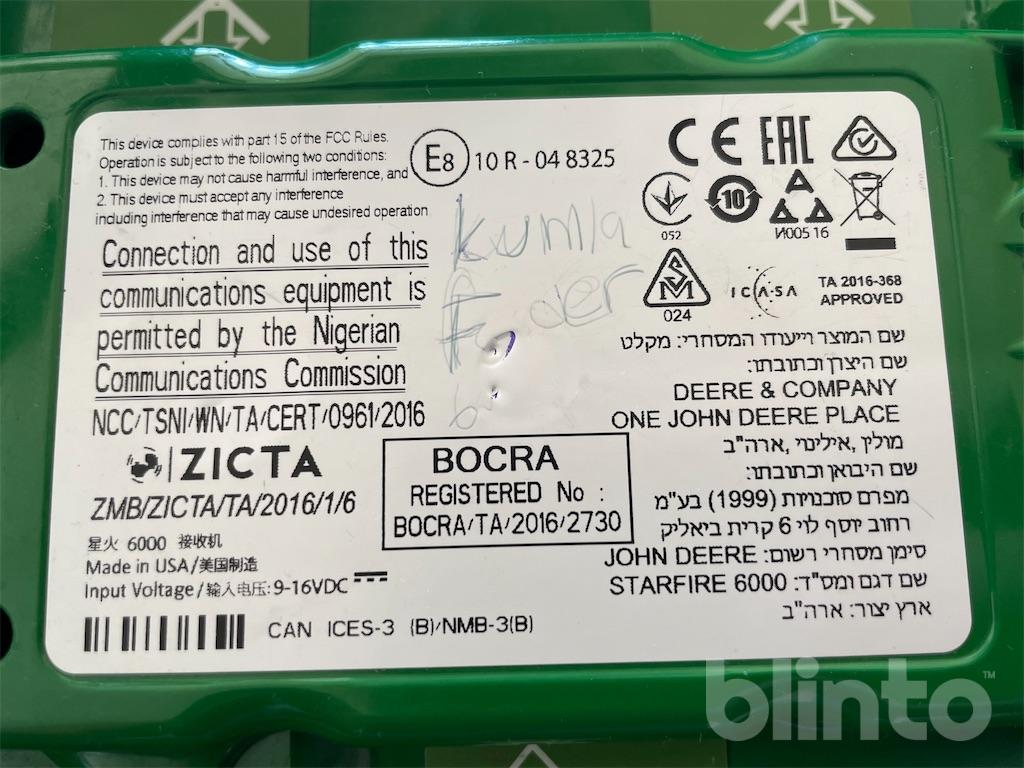 This device complies with part 15 of the FCC Rules.
Operation is subject to the following two conditions:
1. This device may not cause harmful interference, and
2. This device must accept any interference
including interference that may cause undesired operation
E8 10 R - 04 8325
Connection and use of this
communications equipment is
permitted by the Nigerian
Communications Commission
NCC/TSNI/WN/TA/CERT/0961/2016
ZICTA
ZMB/ZICTA/TA/2016/1/6
星火 6000 接收机
Made in USA/美国制造
Input Voltage/输入电压:9-16VDC
CAN ICES-3 (B)/NMB-3(B)
kumla
BOCRA
REGISTERED No :
BOCRA/TA/2016/2730
CE EAC
052
10
И00516
024
ICASA
TA 2016-368
APPROVED
שם המוצר וייעודו המסחרי: מקלט
שם היצרן וכתובתו:
DEERE & COMPANY
ONE JOHN DEERE PLACE
מולין, אילינוי, ארה"ב
שם היבואן וכתובתו:
מפרם סוכנויות (1999) בע"מ
רחוב יוסף לוי 6 קרית ביאליק
סימן מסחרי רשום: JOHN DEERE
שם דגם ומס"ד: STARFIRE 6000
ארץ יצור: ארה"ב
blinto™